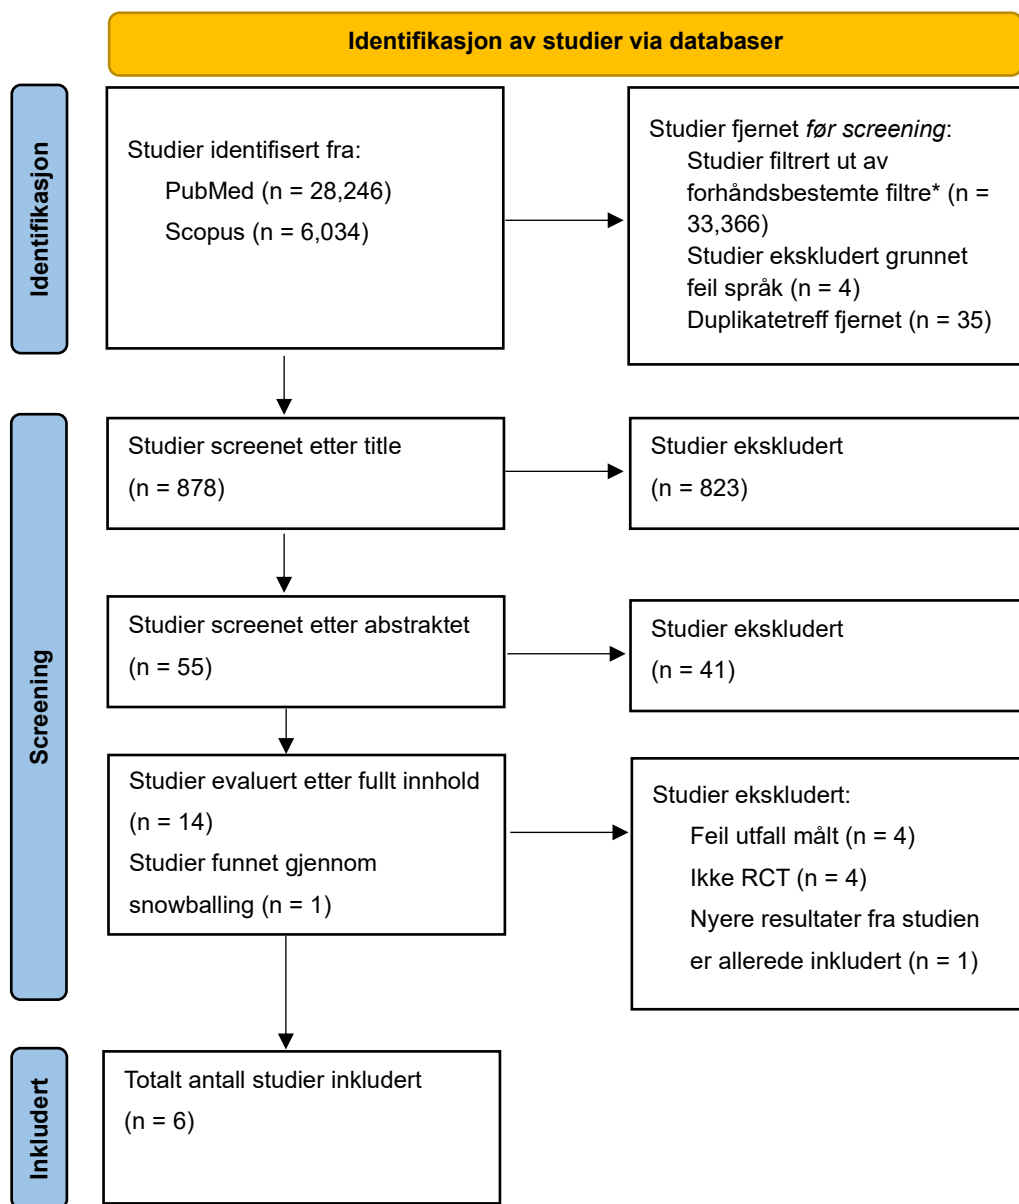 Identifikasjon av studier via databaser
Identifikasjon
Studier identifisert fra:
PubMed (n = 28,246)
Scopus (n = 6,034)
Studier fjernet før screening:
Studier filtrert ut av
forhåndsbestemte filtre* (n =
33,366)
Studier ekskludert grunnet
feil språk (n = 4)
Duplikatetreff fjernet (n = 35)
Screening
Studier screenet etter title
(n = 878)
Studier ekskludert
(n = 823)
Studier screenet etter abstraktet
(n = 55)
Studier ekskludert
(n = 41)
Studier evaluert etter fullt innhold
(n = 14)
Studier funnet gjennom
snowballing (n = 1)
Studier ekskludert:
Feil utfall målt (n = 4)
Ikke RCT (n = 4)
Nyere resultater fra studien
er allerede inkludert (n = 1)
Inkludert
Totalt antall studier inkludert
(n = 6)